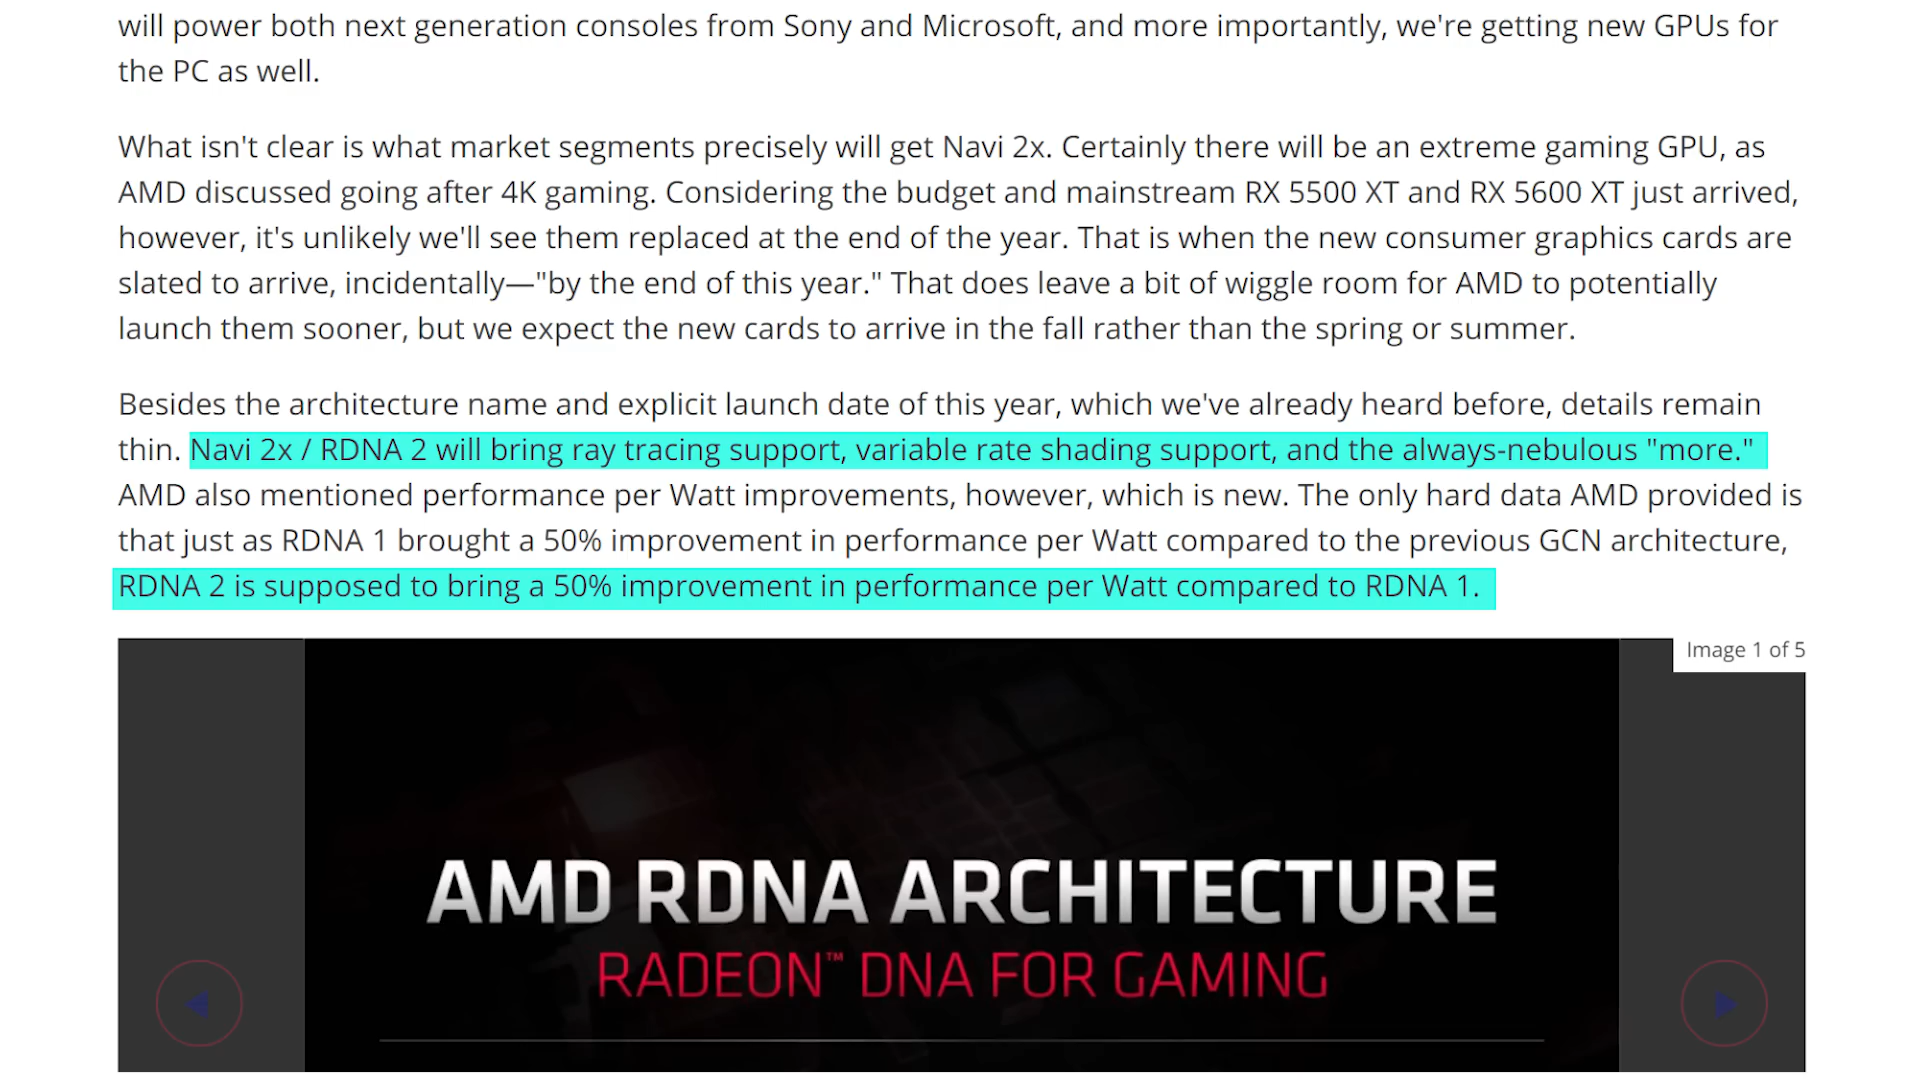 will power both next generation consoles from Sony and Microsoft, and more importantly, we're getting new GPUs for
the PC as well.
What isn't clear is what market segments precisely will get Navi 2x. Certainly there will be an extreme gaming GPU, as
AMD discussed going after 4K gaming. Considering the budget and mainstream RX 5500 XT and RX 5600 XT just arrived,
however, it's unlikely we'll see them replaced at the end of the year. That is when the new consumer graphics cards are
slated to arrive, incidentally—"by the end of this year." That does leave a bit of wiggle room for AMD to potentially
launch them sooner, but we expect the new cards to arrive in the fall rather than the spring or summer.
Besides the architecture name and explicit launch date of this year, which we've already heard before, details remain
thin. Navi 2x / RDNA 2 will bring ray tracing support, variable rate shading support, and the always-nebulous "more."
AMD also mentioned performance per Watt improvements, however, which is new. The only hard data AMD provided is
that just as RDNA 1 brought a 50% improvement in performance per Watt compared to the previous GCN architecture,
RDNA 2 is supposed to bring a 50% improvement in performance per Watt compared to RDNA 1.
Image 1 of 5
AMD RDNA ARCHITECTURE
RADEON™ DNA FOR GAMING